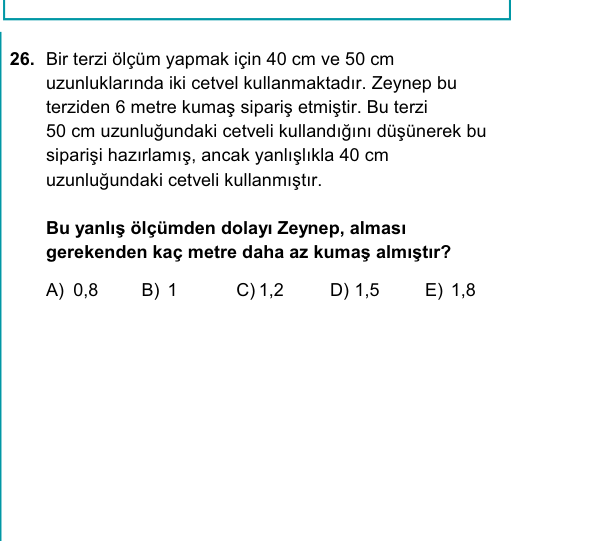 26. Bir terzi ölçüm yapmak için 40 cm ve 50 cm
uzunluklarında iki cetvel kullanmaktadır. Zeynep bu
terziden 6 metre kumaş sipariş etmiştir. Bu terzi
50 cm uzunluğundaki cetveli kullandığını düşünerek bu
siparişi hazırlamış, ancak yanlışlıkla 40 cm
uzunluğundaki cetveli kullanmıştır.
Bu yanlış ölçümden dolayı Zeynep, alması
gerekenden kaç metre daha az kumaş almıştır?
A) 0,8 B) 1 C) 1,2 D) 1,5 E) 1,8